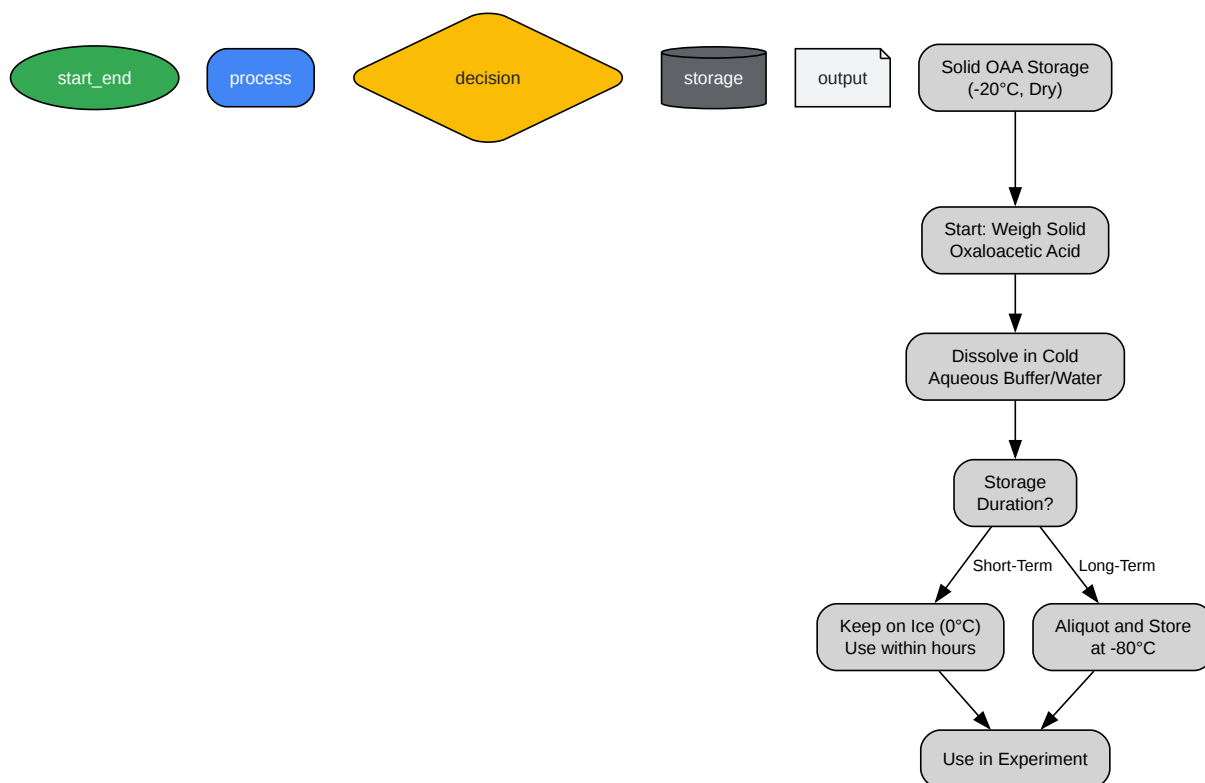 start_end
process
decision
storage
output
Solid OAA Storage
(-20°C, Dry)
Start: Weigh Solid
Oxaloacetic Acid
Dissolve in Cold
Aqueous Buffer/Water
Storage
Duration?
Short-Term
Long-Term
Keep on Ice (0°C)
Use within hours
Aliquot and Store
at -80°C
Use in Experiment